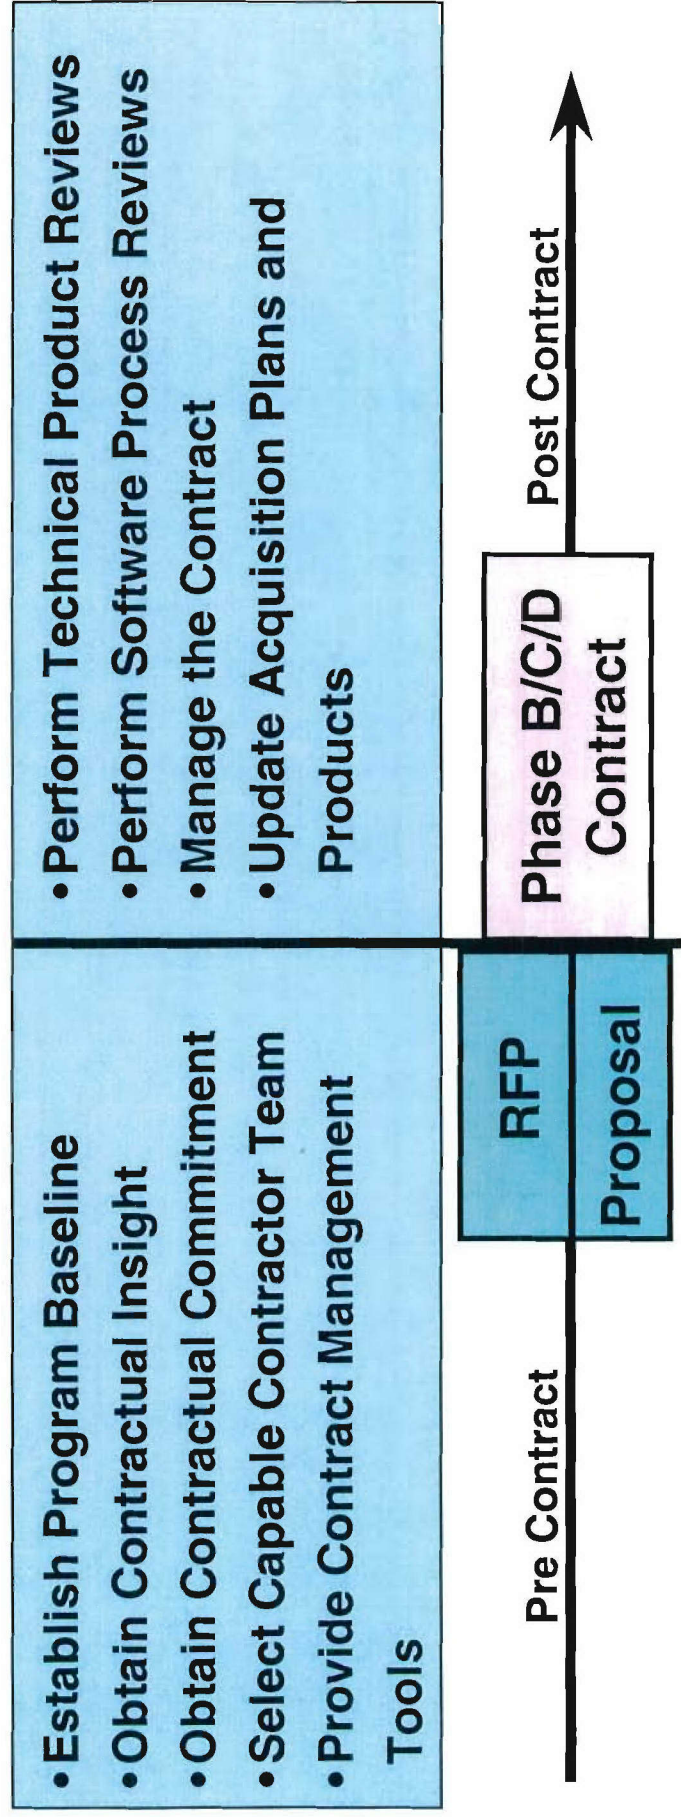 •Establish Program Baseline
•Obtain Contractual Insight
•Obtain Contractual Commitment
•Select Capable Contractor Team
•Provide Contract Management
Tools
•Perform Technical Product Reviews
•Perform Software Process Reviews
•Manage the Contract
•Update Acquisition Plans and
Products
Pre Contract
RFP
Proposal
Phase B/C/D
Contract
Post Contract